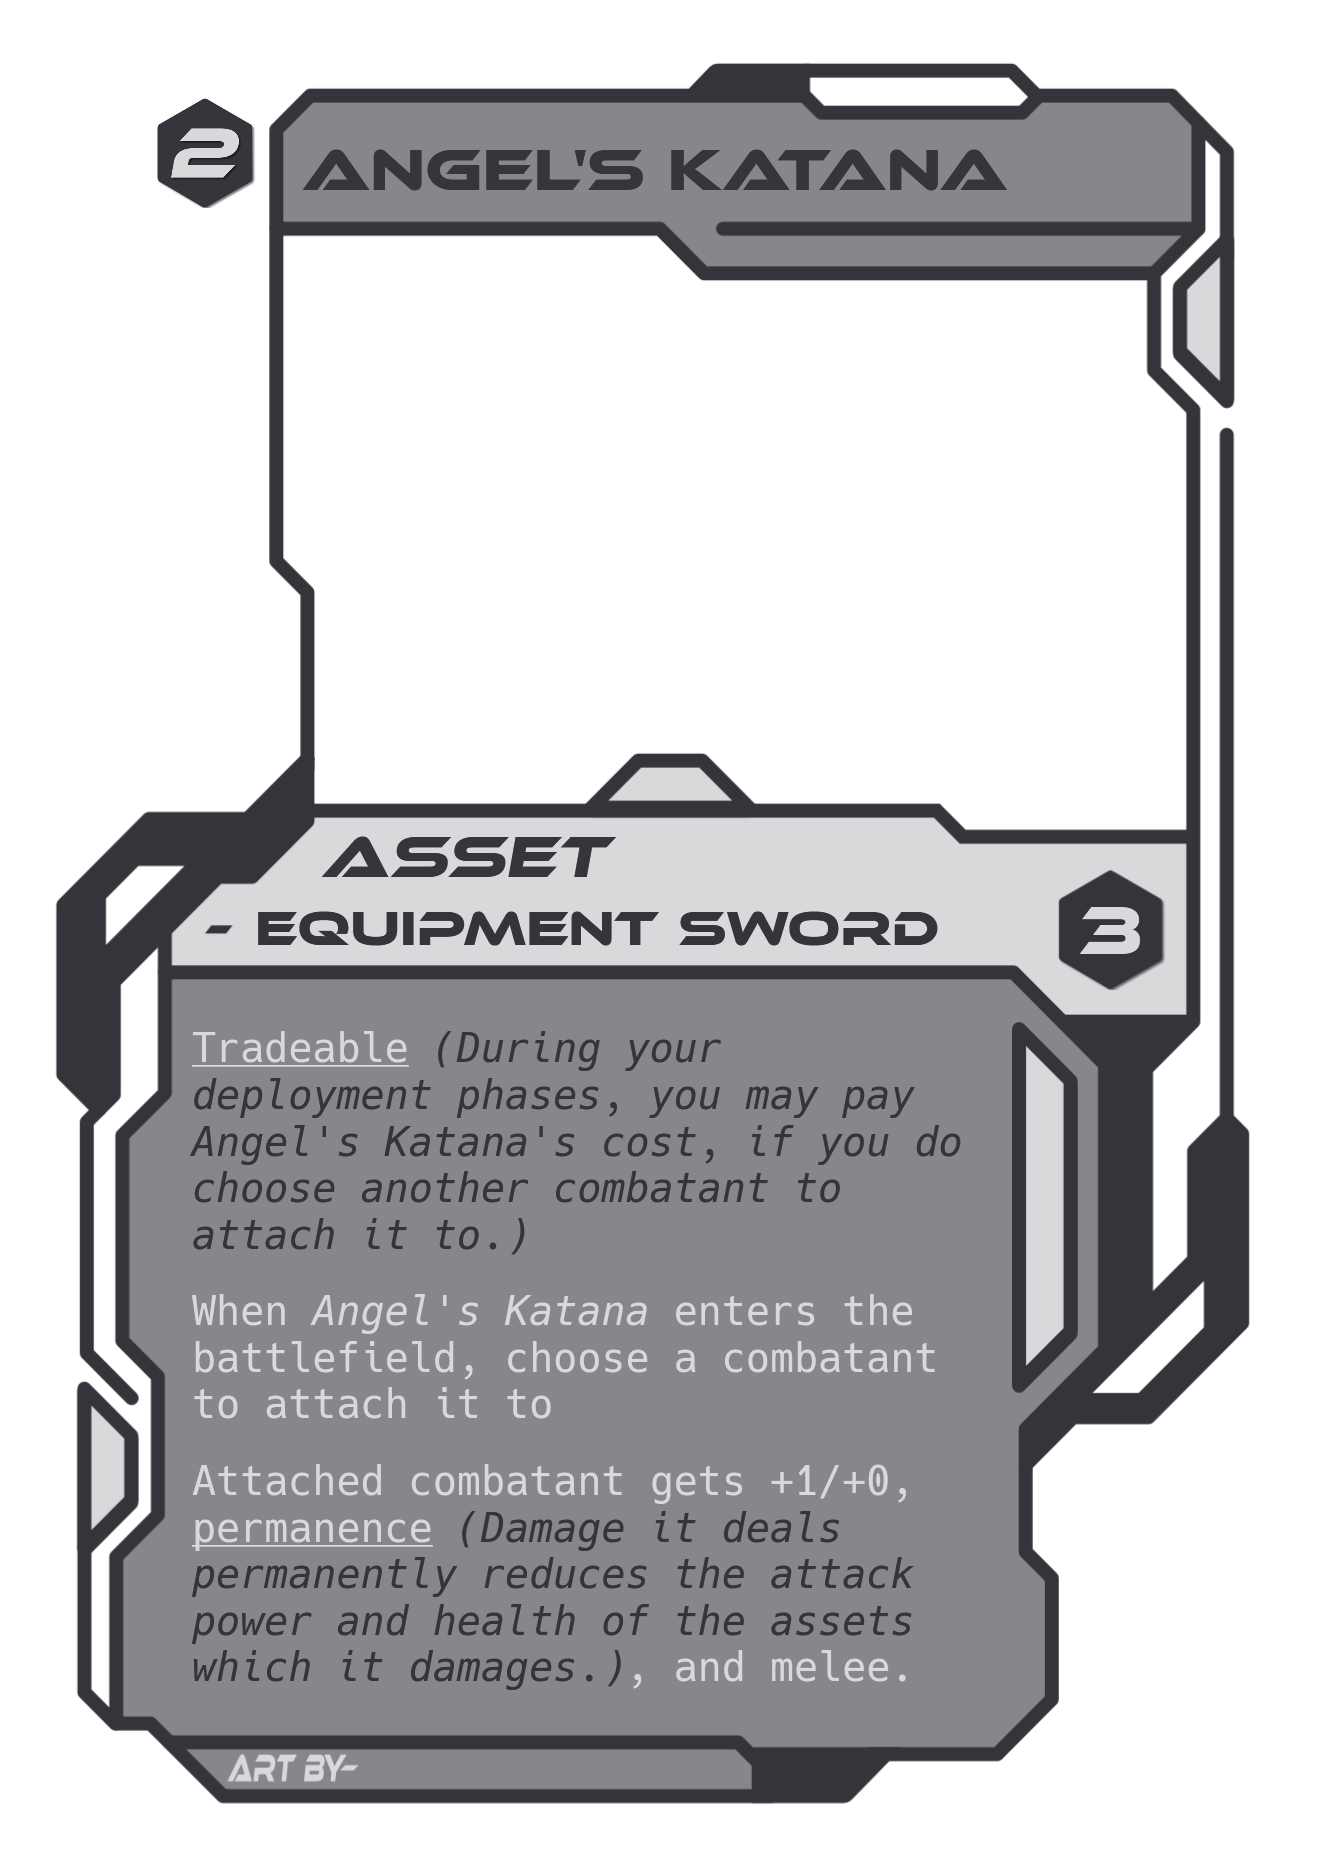 2
ANGEL'S KATANA
ASSET
- EQUIPMENT SWORD
3
Tradeable (During your
deployment phases, you may pay
Angel's Katana's cost, if you do
choose another combatant to
attach it to.)
When Angel's Katana enters the
battlefield, choose a combatant
to attach it to
Attached combatant gets +1/+0,
permanence (Damage it deals
permanently reduces the attack
power and health of the assets
which it damages.), and melee.
ART BY-